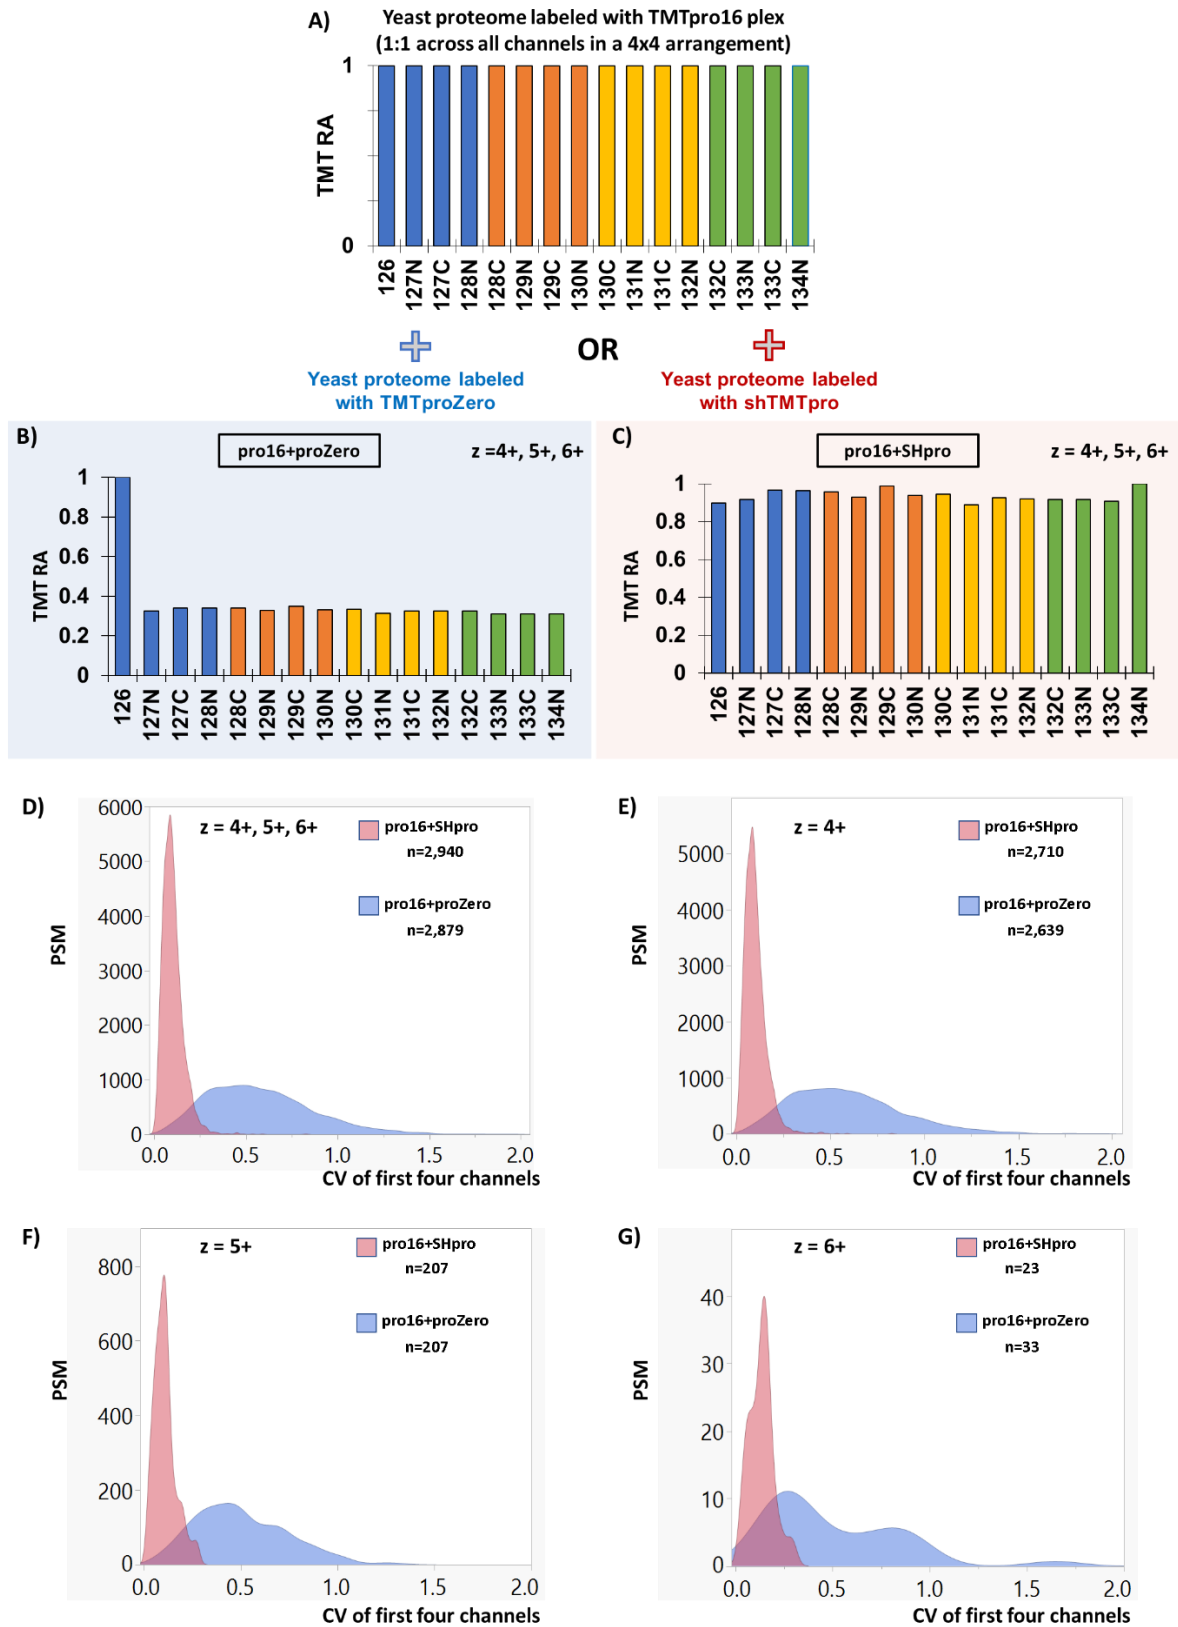 A)
Yeast proteome labeled with TMTpro16 plex
(1:1 across all channels in a 4x4 arrangement)
TMT RA
1
0
126
127N
127C
128N
128C
129N
129C
130N
130C
131N
131C
132N
132C
133N
133C
134N
OR
Yeast proteome labeled
with TMTproZero
Yeast proteome labeled
with shTMTpro
B)
pro16+proZero
z =4+, 5+, 6+
TMT RA
1
0.8
0.6
0.4
0.2
0
126
127N
127C
128N
128C
129N
129C
130N
130C
131N
131C
132N
132C
133N
133C
134N
C)
pro16+SHpro
z = 4+, 5+, 6+
TMT RA
1
0.8
0.6
0.4
0.2
0
126
127N
127C
128N
128C
129N
129C
130N
130C
131N
131C
132N
132C
133N
133C
134N
D)
z = 4+, 5+, 6+
pro16+SHpro
n=2,940
pro16+proZero
n=2,879
PSM
6000
5000
4000
3000
2000
1000
0
0.0 0.5 1.0 1.5 2.0
CV of first four channels
E)
z = 4+
pro16+SHpro
n=2,710
pro16+proZero
n=2,639
PSM
5000
4000
3000
2000
1000
0
0.0 0.5 1.0 1.5 2.0
CV of first four channels
F)
z = 5+
pro16+SHpro
n=207
pro16+proZero
n=207
PSM
800
600
400
200
0
0.0 0.5 1.0 1.5 2.0
CV of first four channels
G)
z = 6+
pro16+SHpro
n=23
pro16+proZero
n=33
PSM
40
30
20
10
0
0.0 0.5 1.0 1.5 2.0
CV of first four channels